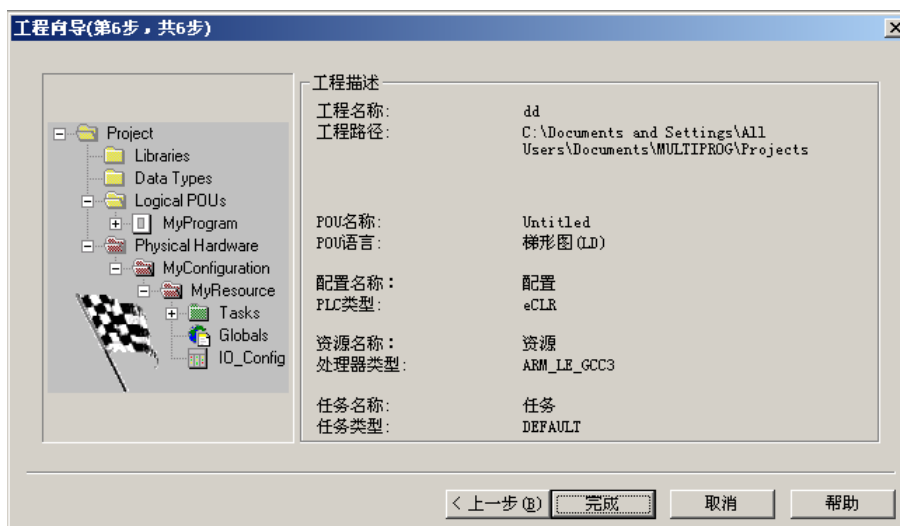 工程向导(第6步，共6步)
Project
Libraries
Data Types
Logical POUs
MyProgram
Physical Hardware
MyConfiguration
MyResource
Tasks
Globals
IO_Config
工程描述
工程名称: dd
工程路径: C:\Documents and Settings\All
Users\Documents\MULTIPROG\Projects
POU名称: Untitled
POU语言: 梯形图(LD)
配置名称： 配置
PLC类型: eCLR
资源名称： 资源
处理器类型: ARM_LE_GCC3
任务名称: 任务
任务类型: DEFAULT
< 上一步(B) 完成 取消 帮助